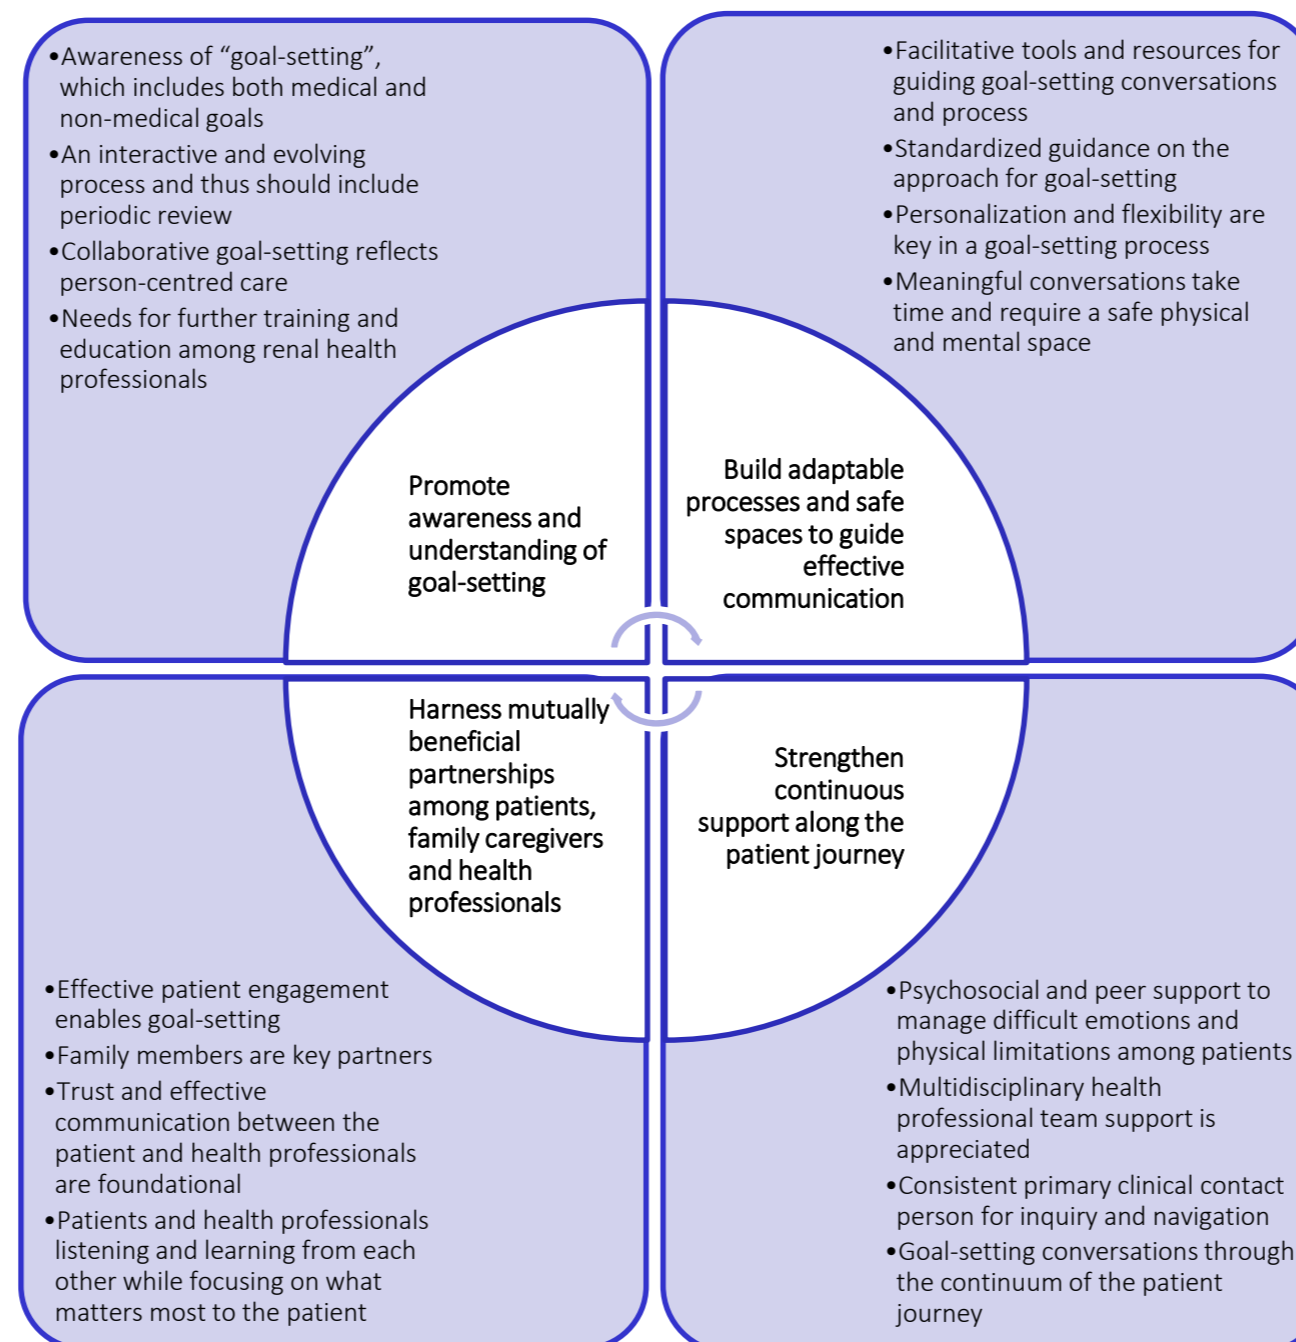 •Awareness of “goal-setting”,
which includes both medical and
non-medical goals
•An interactive and evolving
process and thus should include
periodic review
•Collaborative goal-setting reflects
person-centred care
•Needs for further training and
education among renal health
professionals
•Facilitative tools and resources for
guiding goal-setting conversations
and process
•Standardized guidance on the
approach for goal-setting
•Personalization and flexibility are
key in a goal-setting process
•Meaningful conversations take
time and require a safe physical
and mental space
Promote
awareness and
understanding of
goal-setting
Build adaptable
processes and safe
spaces to guide
effective
communication
Harness mutually
beneficial
partnerships
among patients,
family caregivers
and health
professionals
Strengthen
continuous
support along the
patient journey
•Effective patient engagement
enables goal-setting
•Family members are key partners
•Trust and effective
communication between the
patient and health professionals
are foundational
•Patients and health professionals
listening and learning from each
other while focusing on what
matters most to the patient
•Psychosocial and peer support to
manage difficult emotions and
physical limitations among patients
•Multidisciplinary health
professional team support is
appreciated
•Consistent primary clinical contact
person for inquiry and navigation
•Goal-setting conversations through
the continuum of the patient
journey